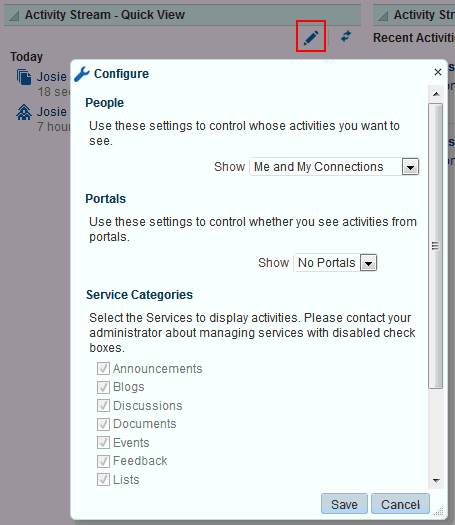 Activity Stream - Quick View
Activity Stre
Recent Activiti
Today
Josie
18 sec
Josie
7 hour
Configure
People
Use these settings to control whose activities you want to
see.
Show Me and My Connections
Portals
Use these settings to control whether you see activities from
portals.
Show No Portals
Service Categories
Select the Services to display activities. Please contact your
administrator about managing services with disabled check
boxes.
Announcements
Blogs
Discussions
Documents
Events
Feedback
Lists
Save Cancel